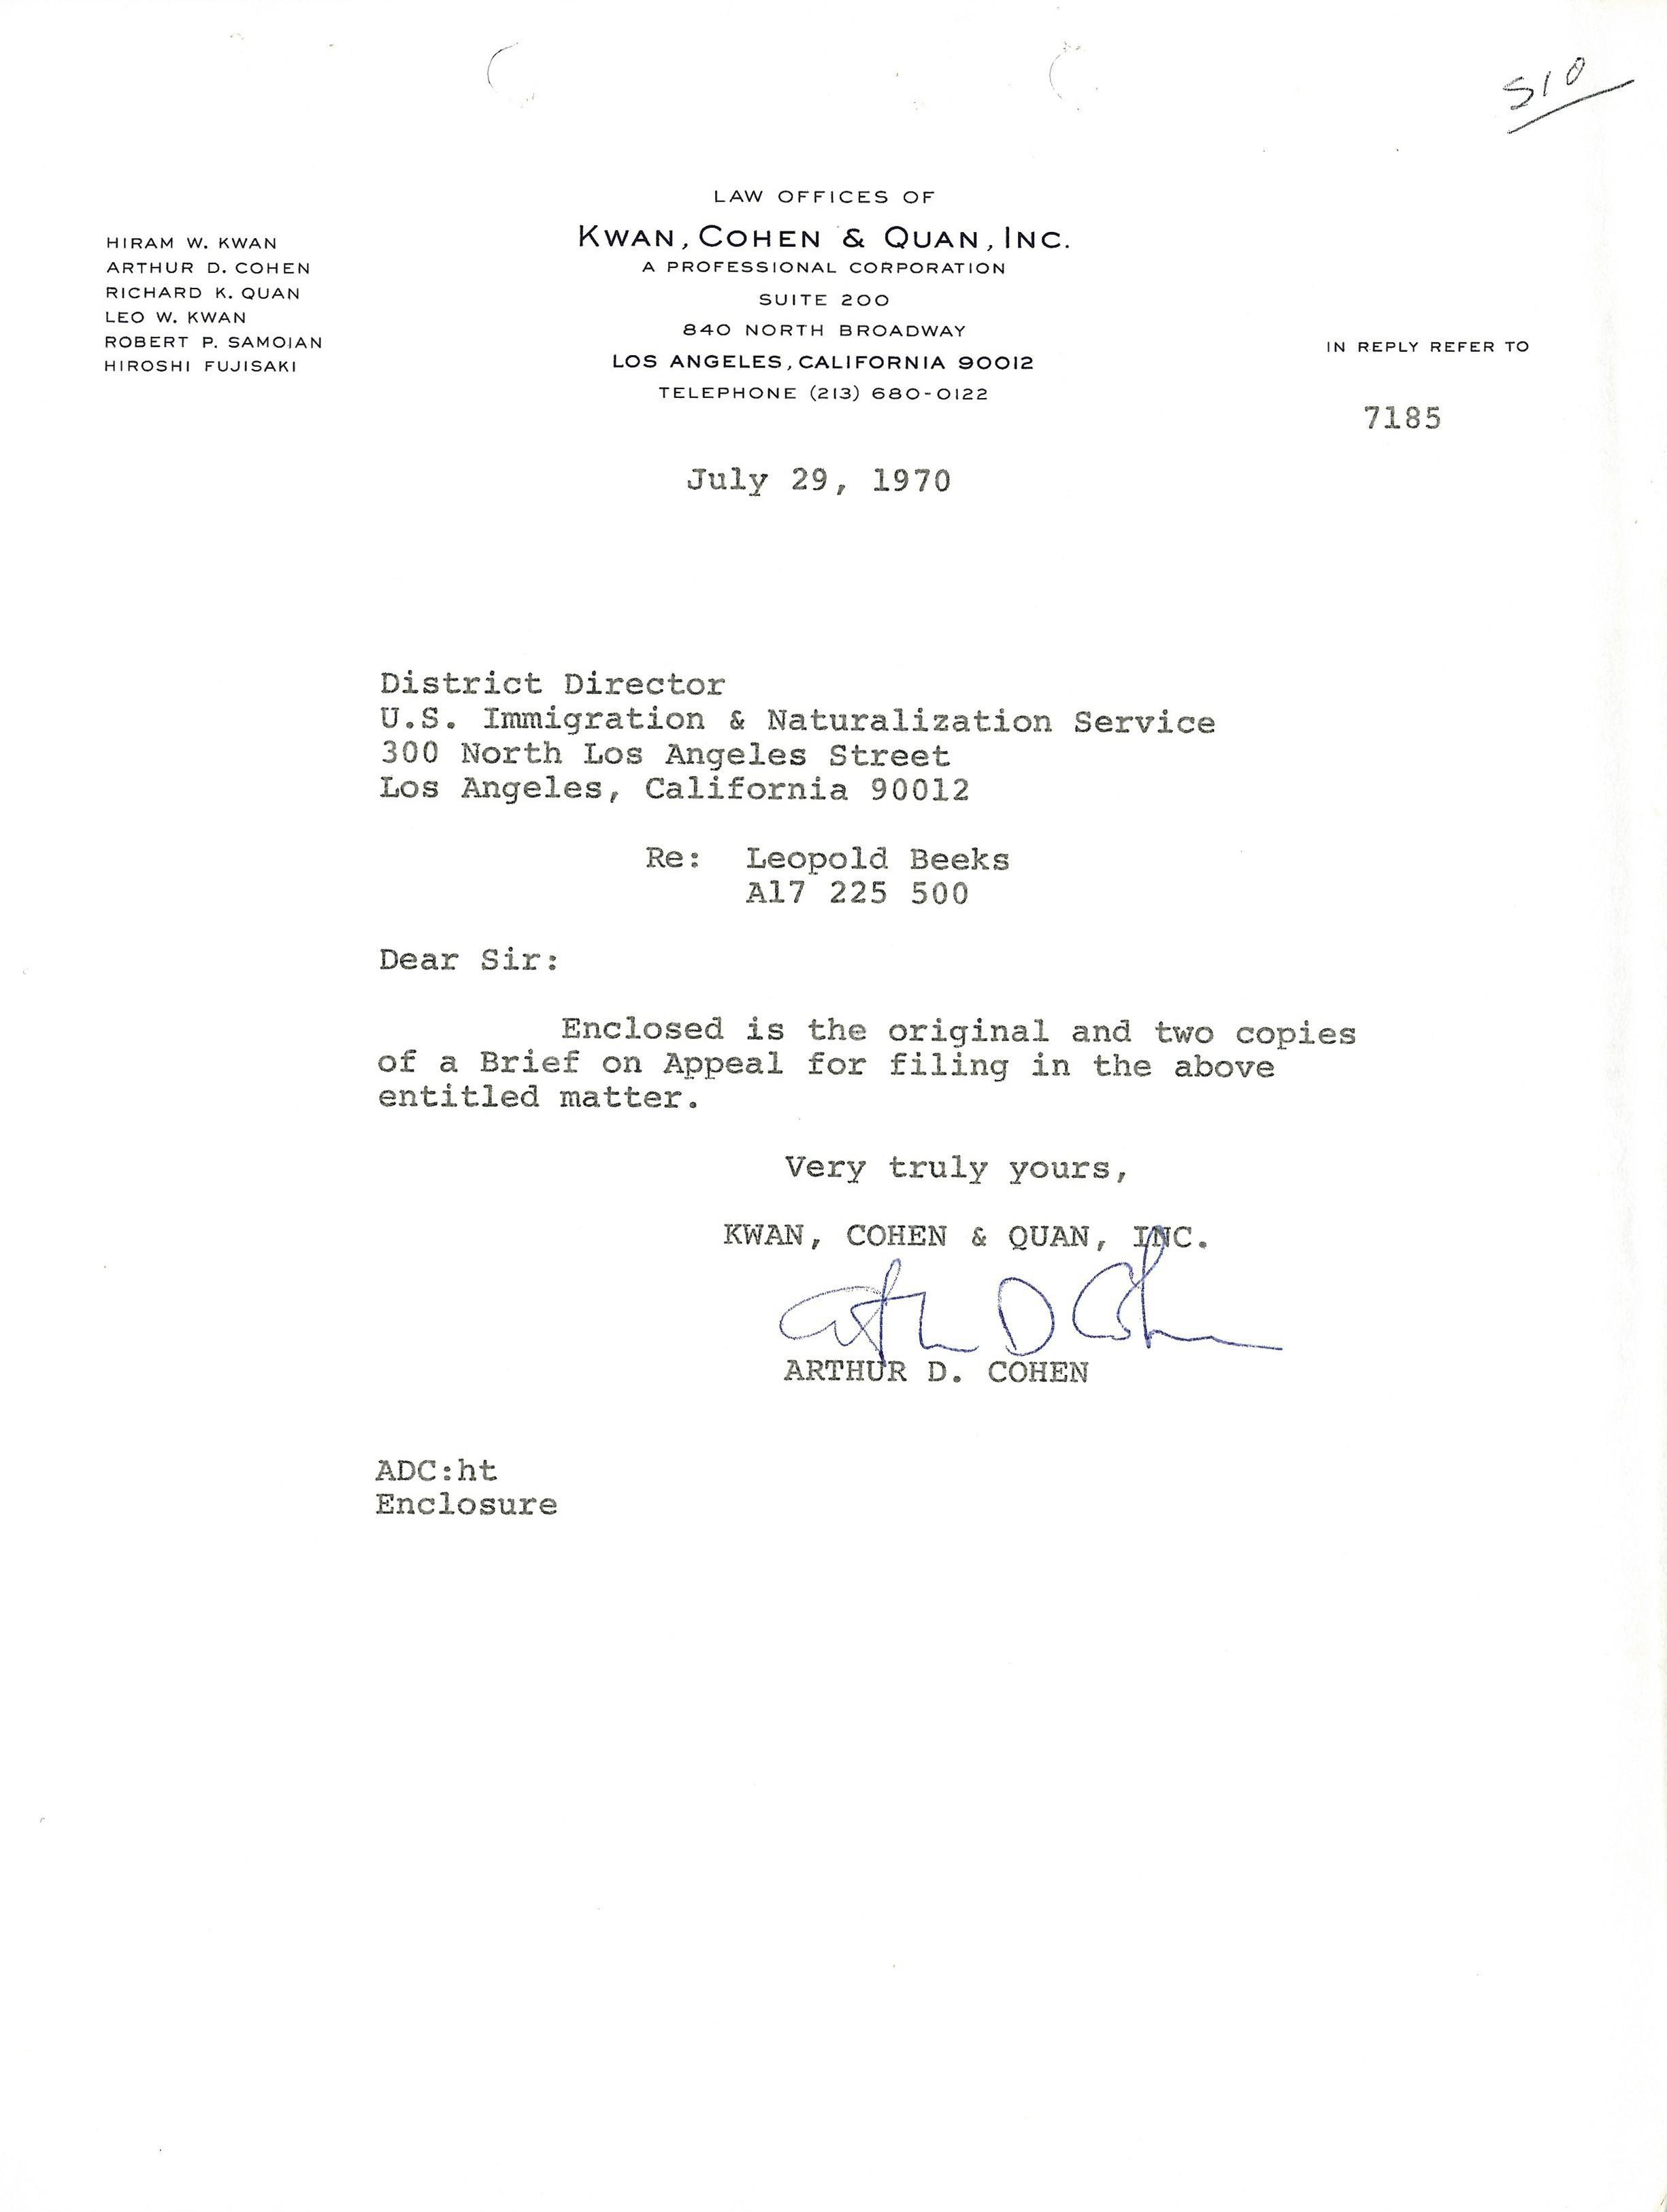 S10
LAW OFFICES OF
KWAN, COHEN & QUAN, INC.
A PROFESSIONAL CORPORATION
SUITE 200
840 NORTH BROADWAY
LOS ANGELES, CALIFORNIA 90012
TELEPHONE (213) 680-0122
HIRAM W. KWAN
ARTHUR D. COHEN
RICHARD K. QUAN
LEO W. KWAN
ROBERT P. SAMOIAN
HIROSHI FUJISAKI
IN REPLY REFER TO
7185
July 29, 1970
District Director
U.S. Immigration & Naturalization Service
300 North Los Angeles Street
Los Angeles, California 90012
Re: Leopold Beeks
A17 225 500
Dear Sir:
Enclosed is the original and two copies
of a Brief on Appeal for filing in the above
entitled matter.
Very truly yours,
KWAN, COHEN & QUAN, INC.
Arthur D Cohen
ARTHUR D. COHEN
ADC:ht
Enclosure